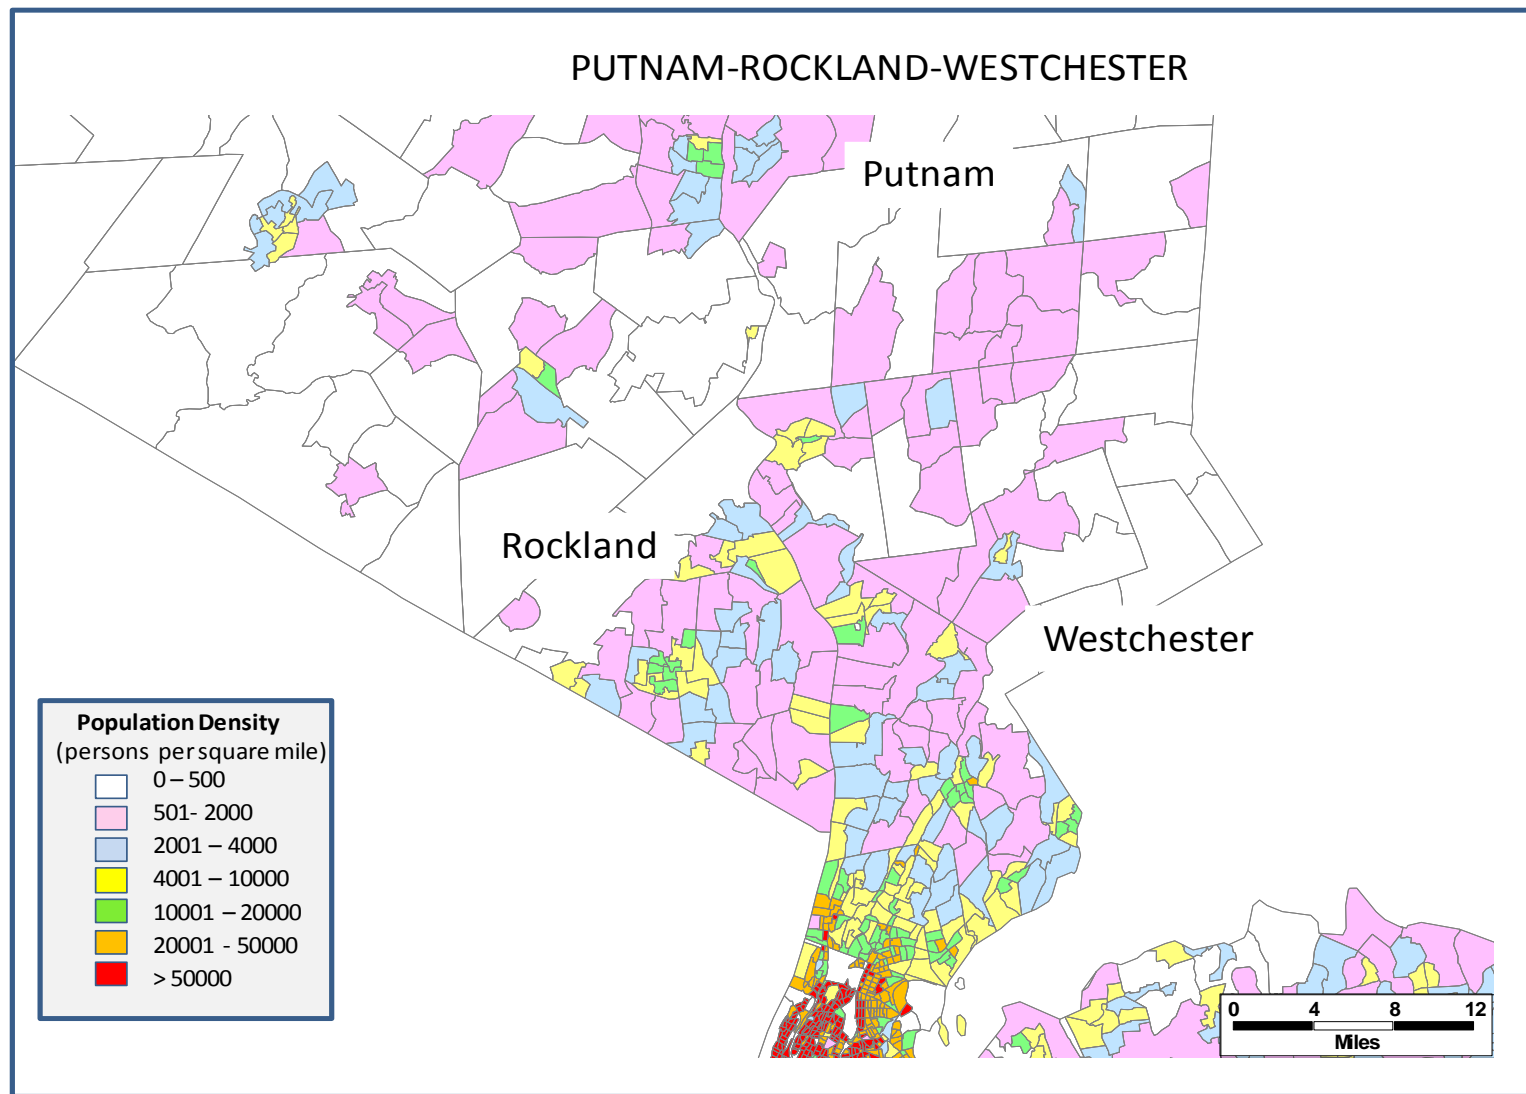 PUTNAM-ROCKLAND-WESTCHESTER
Putnam
Rockland
Westchester
Population Density
(persons per square mile)
0 – 500
501- 2000
2001 – 4000
4001 – 10000
10001 – 20000
20001 - 50000
> 50000
0 4 8 12
Miles